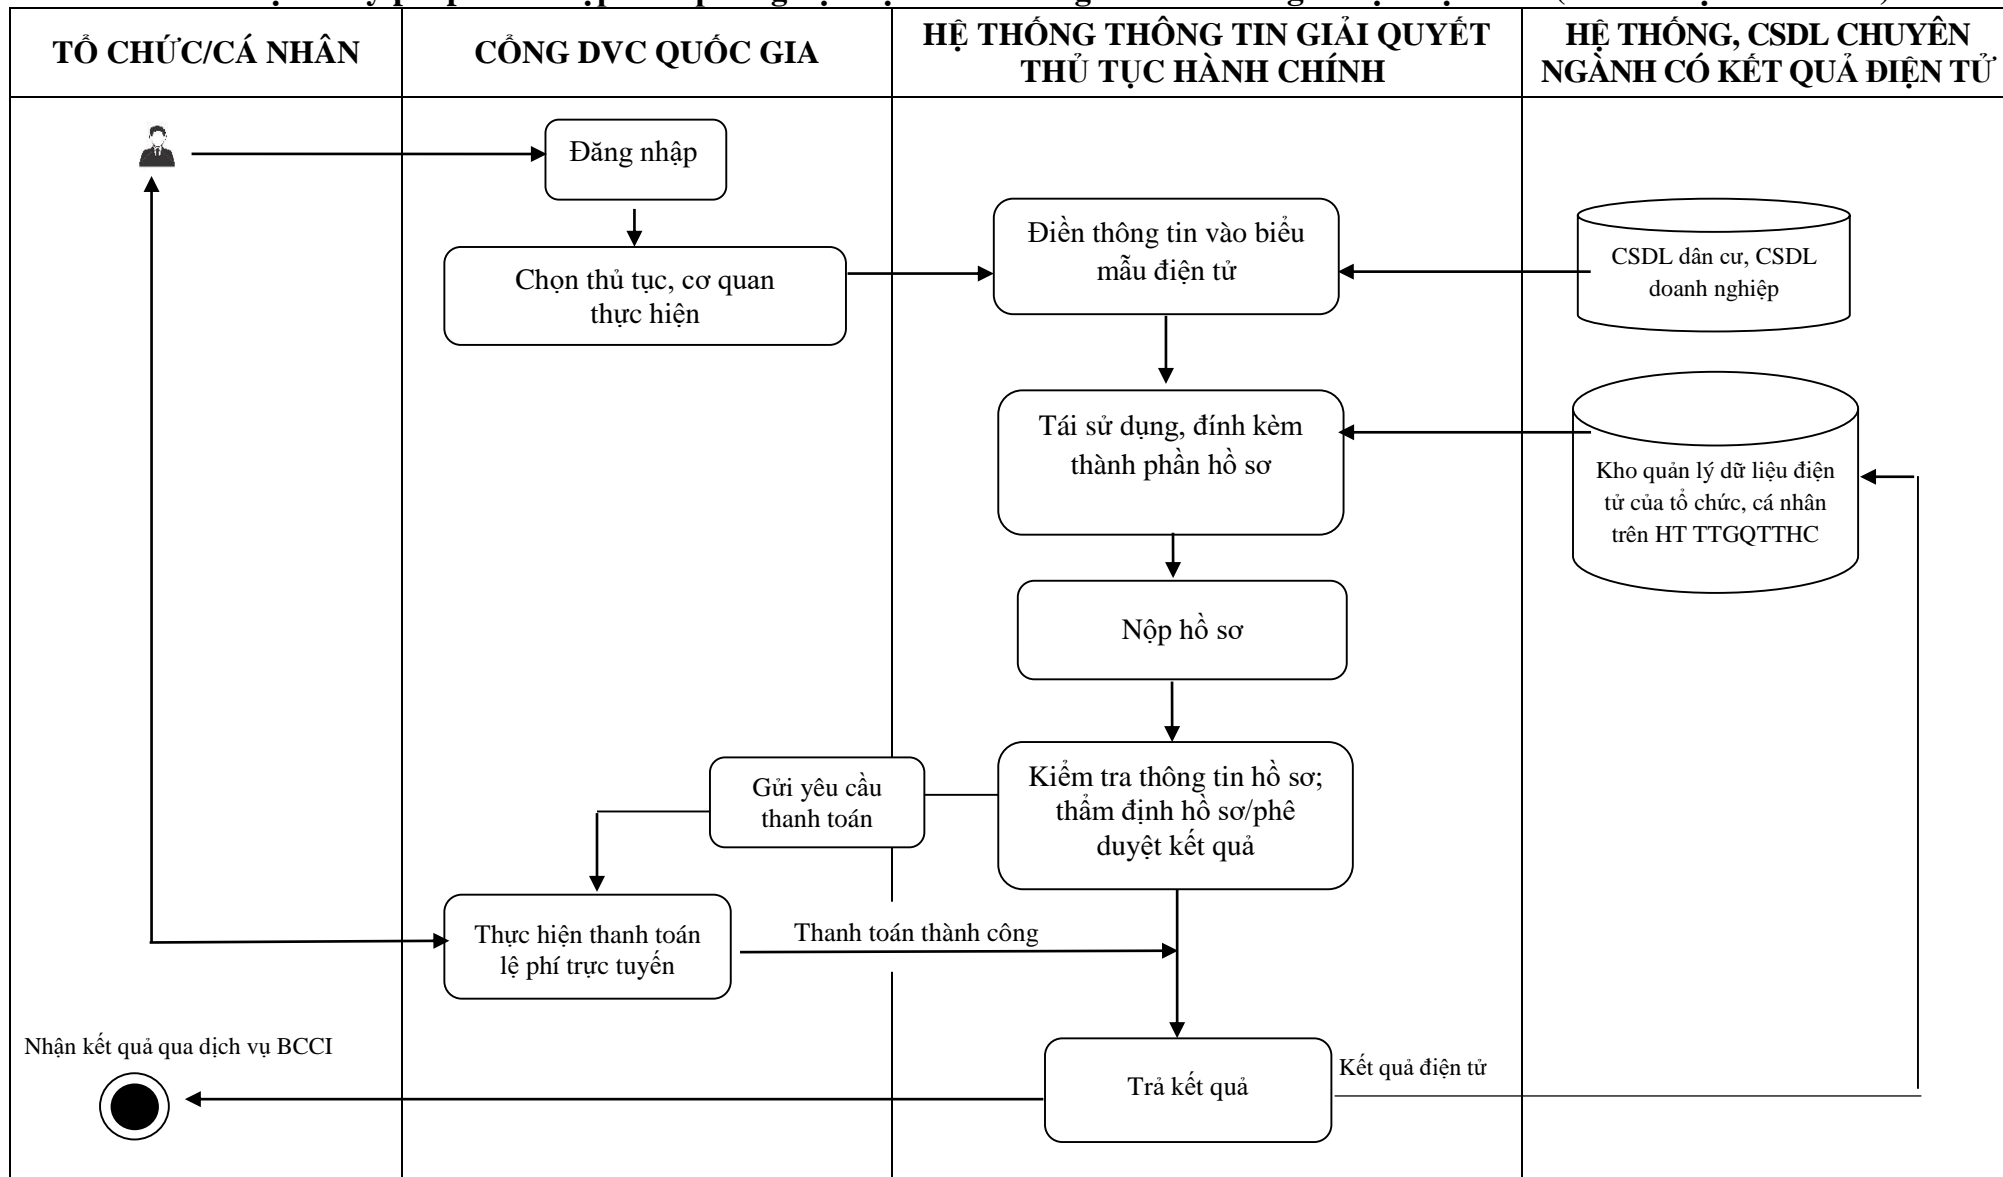 TỔ CHỨC/CÁ NHÂN
CỔNG DVC QUỐC GIA
HỆ THỐNG THÔNG TIN GIẢI QUYẾT
THỦ TỤC HÀNH CHÍNH
HỆ THỐNG, CSDL CHUYÊN
NGÀNH CÓ KẾT QUẢ ĐIỆN TỬ
Đăng nhập
Chọn thủ tục, cơ quan
thực hiện
Điền thông tin vào biểu
mẫu điện tử
CSDL dân cư, CSDL
doanh nghiệp
Tái sử dụng, đính kèm
thành phần hồ sơ
Kho quản lý dữ liệu điện
tử của tổ chức, cá nhân
trên HT TTGQTTHC
Nộp hồ sơ
Kiểm tra thông tin hồ sơ;
thẩm định hồ sơ/phê
duyệt kết quả
Gửi yêu cầu
thanh toán
Thực hiện thanh toán
lệ phí trực tuyến
Thanh toán thành công
Nhận kết quả qua dịch vụ BCCI
Trả kết quả
Kết quả điện tử